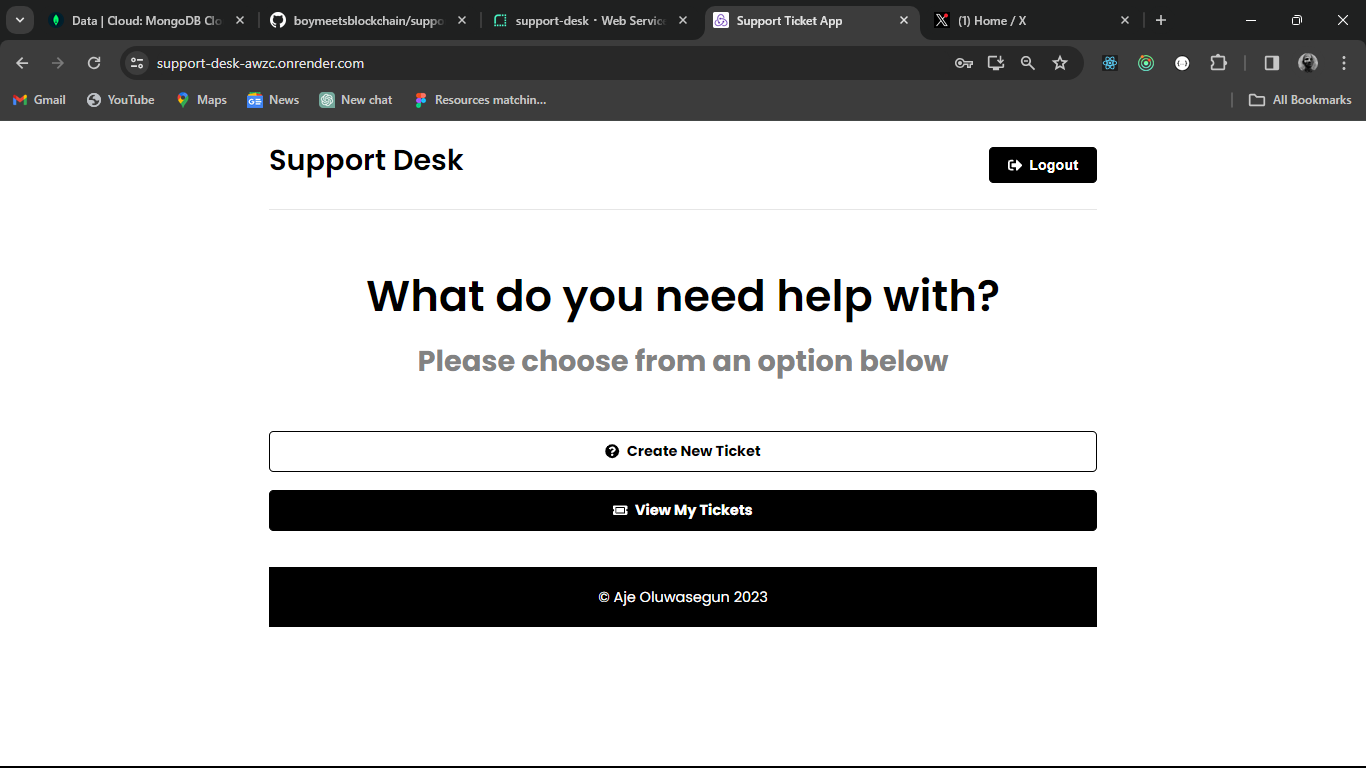 Data | Cloud: MongoDB Clo
boymeetsblockchain/suppo
support-desk · Web Service
Support Ticket App
(1) Home / X
support-desk-awzc.onrender.com
Gmail
YouTube
Maps
News
New chat
Resources matchin...
All Bookmarks
Support Desk
Logout
What do you need help with?
Please choose from an option below
Create New Ticket
View My Tickets
© Aje Oluwasegun 2023